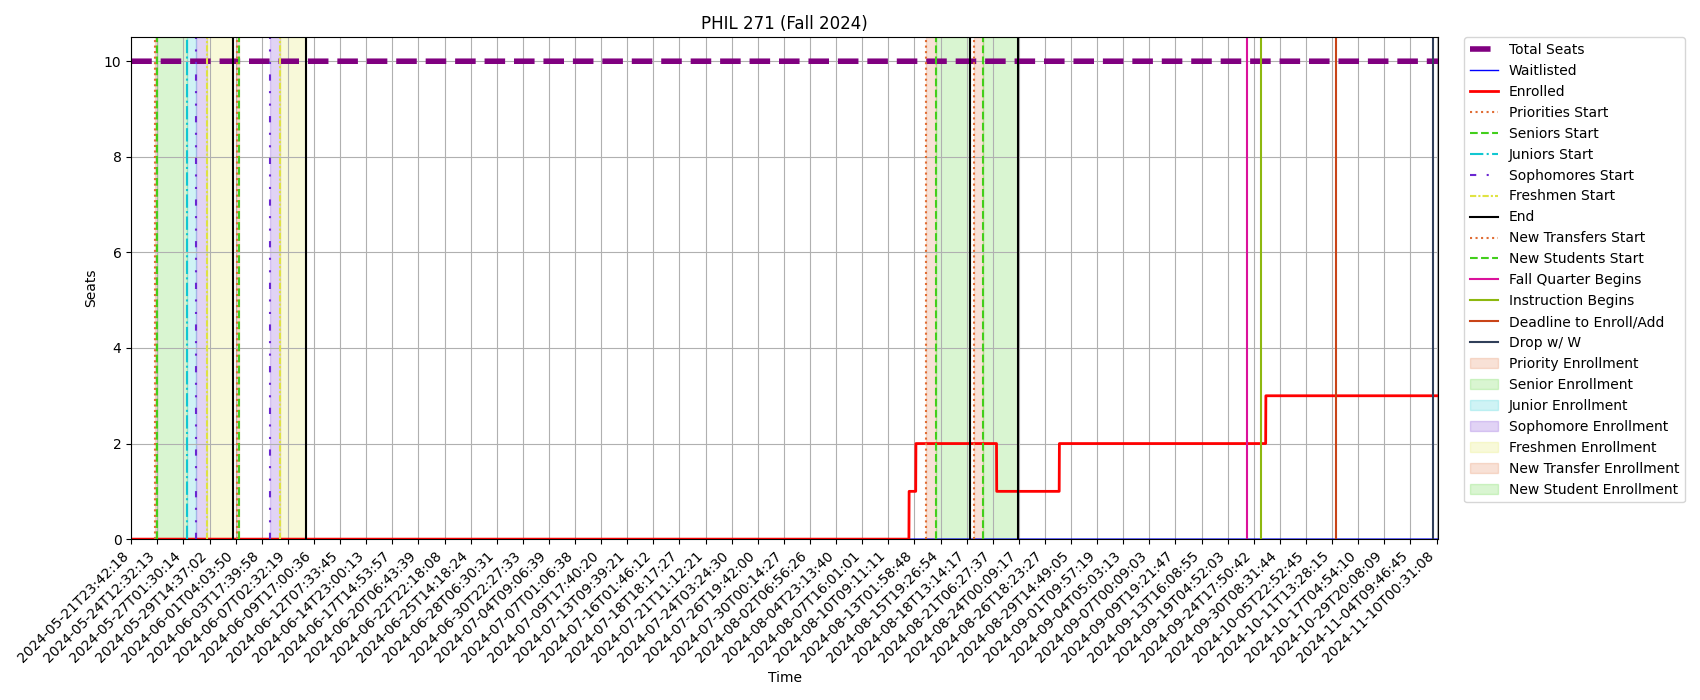 PHIL 271 (Fall 2024)
Seats
10
8
6
4
2
0
2024-05-21T23:42:18
2024-05-24T12:32:13
2024-05-27T01:30:14
2024-05-29T14:37:02
2024-06-01T04:03:50
2024-06-03T17:39:58
2024-06-07T02:32:19
2024-06-09T17:00:36
2024-06-12T07:33:45
2024-06-14T23:00:13
2024-06-17T14:53:57
2024-06-20T06:43:39
2024-06-22T22:18:08
2024-06-25T14:18:24
2024-06-28T06:30:31
2024-06-30T22:27:33
2024-07-04T09:06:39
2024-07-07T01:06:38
2024-07-09T17:40:20
2024-07-13T09:39:21
2024-07-16T01:46:12
2024-07-18T18:17:27
2024-07-21T11:12:21
2024-07-24T03:24:30
2024-07-26T19:42:00
2024-07-30T00:14:27
2024-08-02T06:56:26
2024-08-04T23:13:40
2024-08-07T16:01:01
2024-08-10T09:11:11
2024-08-13T01:58:48
2024-08-15T19:26:54
2024-08-18T13:14:17
2024-08-21T06:27:37
2024-08-24T00:09:17
2024-08-26T18:23:27
2024-08-29T14:49:05
2024-09-01T09:57:19
2024-09-04T05:03:13
2024-09-07T00:09:03
2024-09-09T19:21:47
2024-09-13T16:08:55
2024-09-19T04:52:03
2024-09-24T17:50:42
2024-09-30T08:31:44
2024-10-05T22:52:45
2024-10-11T13:28:15
2024-10-17T04:54:10
2024-10-29T20:08:09
2024-11-04T09:46:45
2024-11-10T00:31:08
Time
Total Seats
Waitlisted
Enrolled
Priorities Start
Seniors Start
Juniors Start
Sophomores Start
Freshmen Start
End
New Transfers Start
New Students Start
Fall Quarter Begins
Instruction Begins
Deadline to Enroll/Add
Drop w/ W
Priority Enrollment
Senior Enrollment
Junior Enrollment
Sophomore Enrollment
Freshmen Enrollment
New Transfer Enrollment
New Student Enrollment